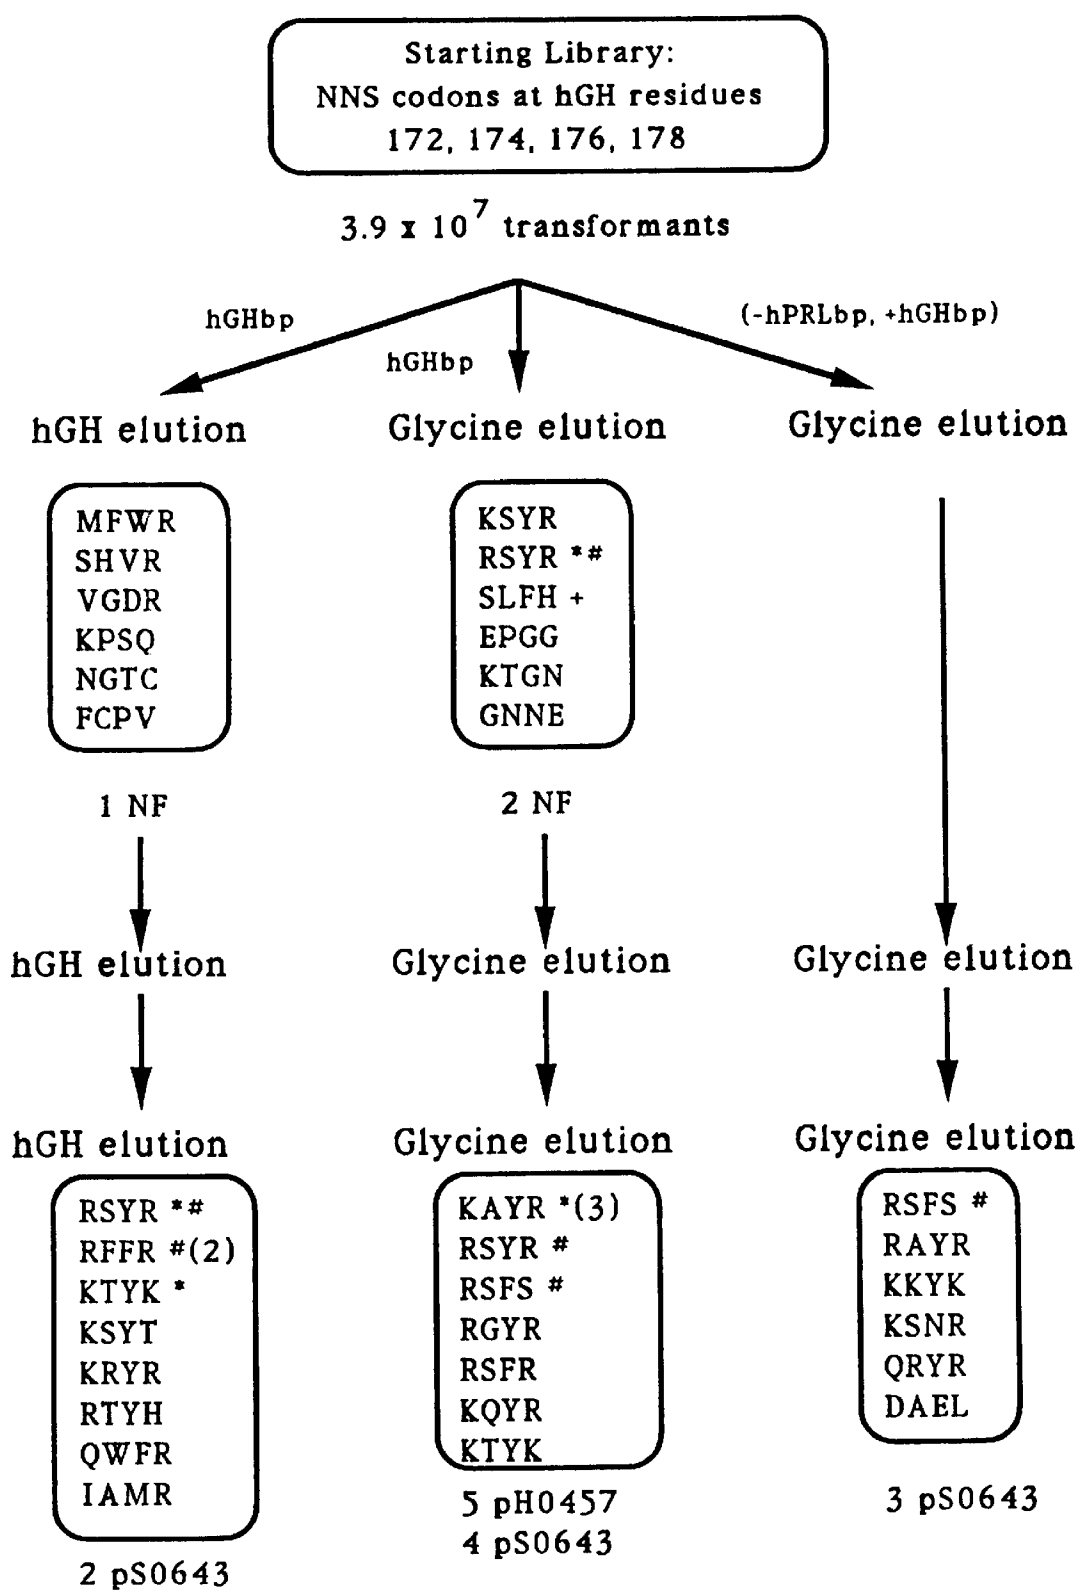 Starting Library:
NNS codons at hGH residues
172, 174, 176, 178
3.9 x 10^7 transformants
hGHbp
hGHbp
(-hPRLbp, +hGHbp)
hGH elution
Glycine elution
Glycine elution
MFWR
SHVR
VGDR
KPSQ
NGTC
FCPV
1 NF
KSYR
RSYR *#
SLFH +
EPGG
KTGN
GNNE
2 NF
hGH elution
Glycine elution
Glycine elution
hGH elution
Glycine elution
Glycine elution
RSYR *#
RFFR #(2)
KTYK *
KSYT
KRYR
RTYH
QWFR
IAMR
2 pS0643
KAYR *(3)
RSYR #
RSFS #
RGYR
RSFR
KQYR
KTYK
5 pH0457
4 pS0643
RSFS #
RAYR
KKYK
KSNR
QRYR
DAEL
3 pS0643